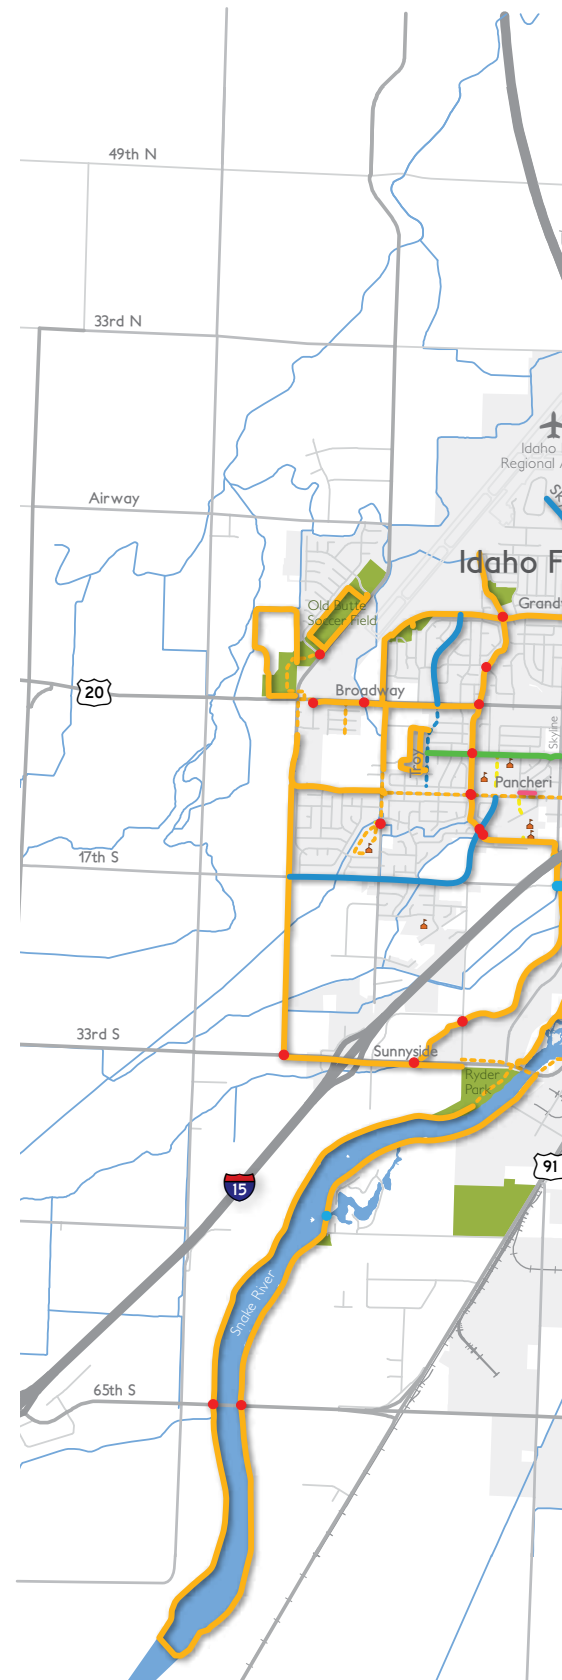 49th N
33rd N
Idaho
Regional A
Airway
Sk
Idaho F
Old Butte
Soccer Field
Grand
20
Broadway
Skyline
Troy
Pancheri
17th S
33rd S
Sunnyside
Ryder
Park
91
15
Snake River
65th S